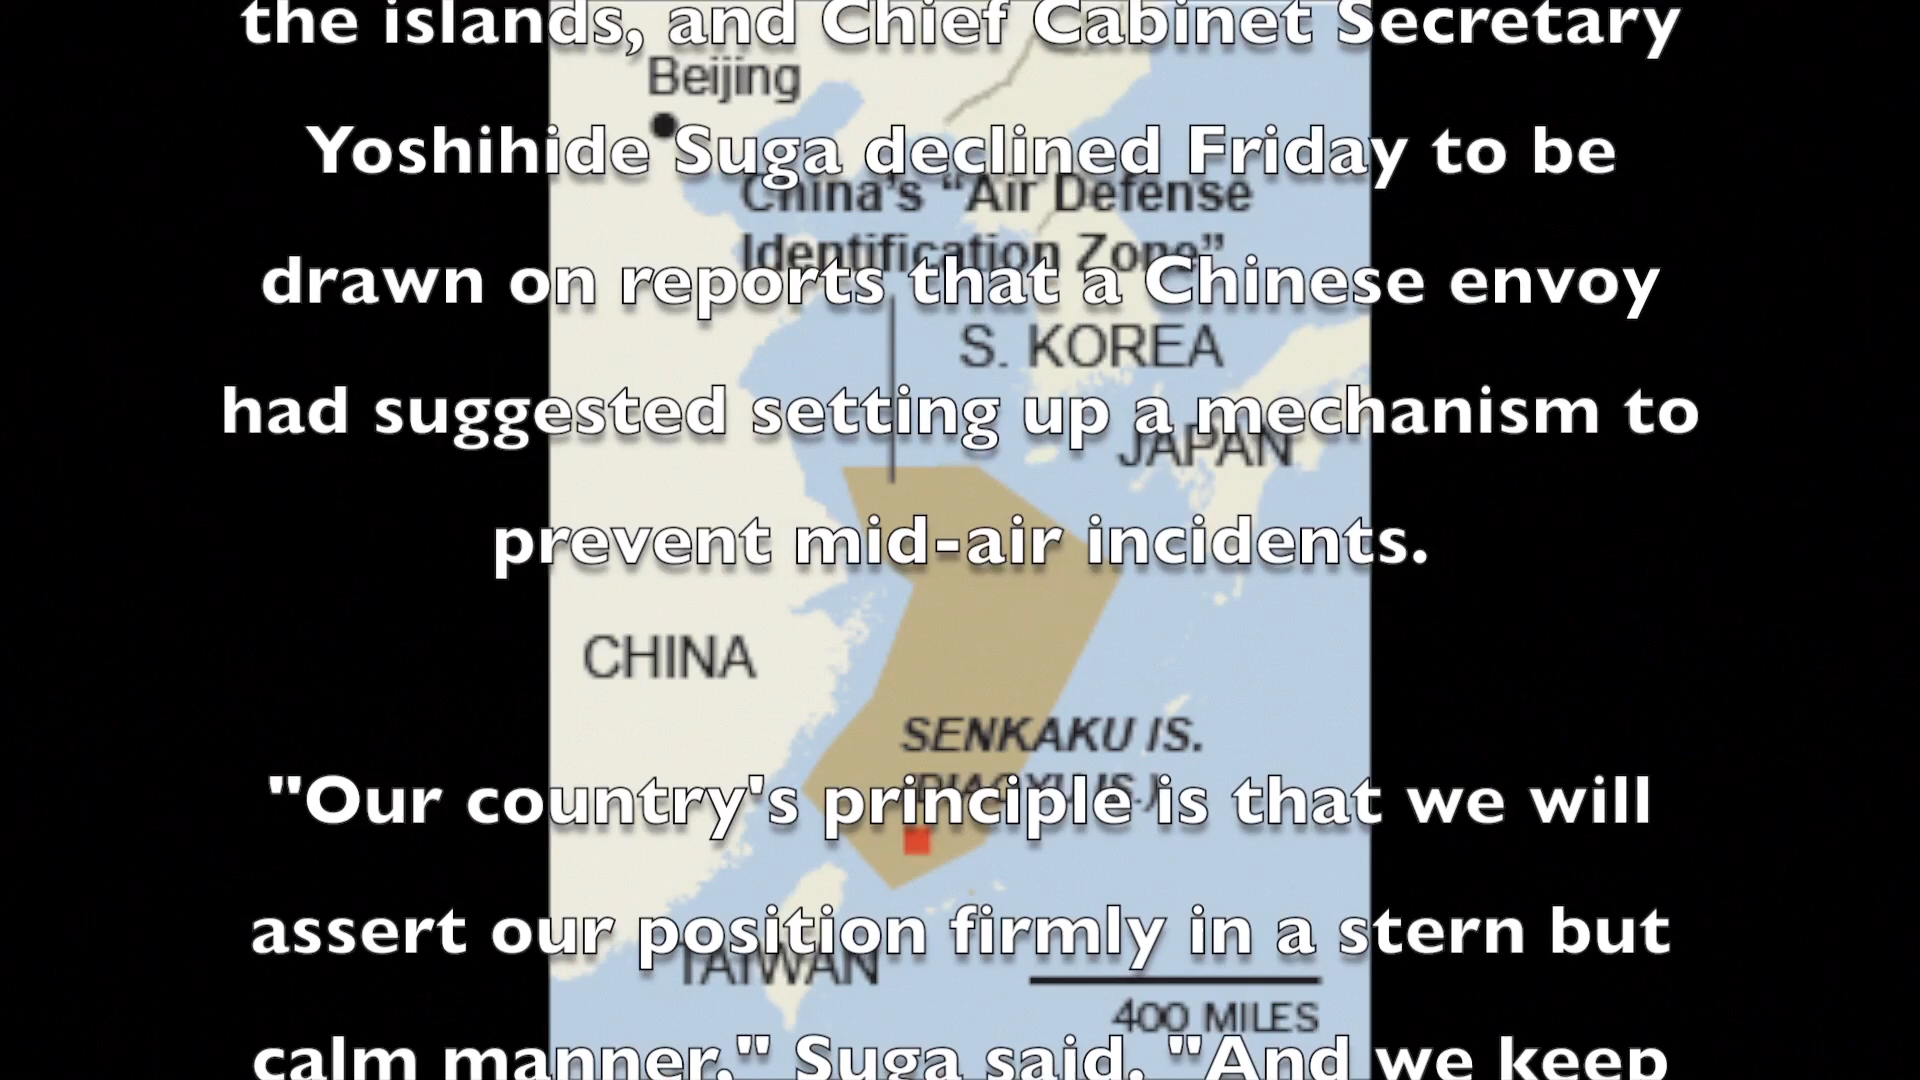 the islands, and Chief Cabinet Secretary
Yoshihide Suga declined Friday to be
drawn on reports that a Chinese envoy
had suggested setting up a mechanism to
prevent mid-air incidents.
"Our country's principle is that we will
assert our position firmly in a stern but
calm manner," Suga said. "And we keep
Beijing
China's “Air Defense
Identification Zone”
S. KOREA
JAPAN
CHINA
SENKAKU IS.
(DIAOYU IS.)
TAIWAN
400 MILES